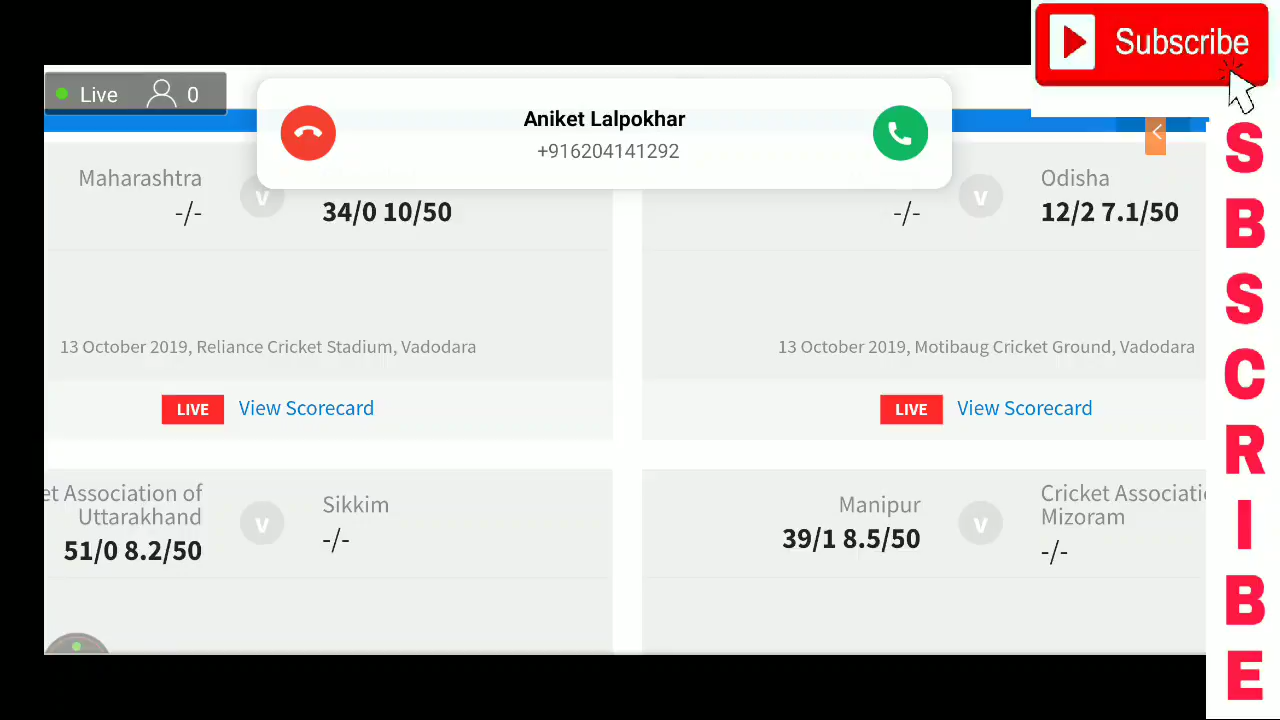 Subscribe
Live 0
Aniket Lalpokhar
+916204141292
Maharashtra
v
-/-
34/0 10/50
-/-
v
Odisha
12/2 7.1/50
13 October 2019, Reliance Cricket Stadium, Vadodara
13 October 2019, Motibaug Cricket Ground, Vadodara
LIVE View Scorecard
LIVE View Scorecard
et Association of
Uttarakhand
51/0 8.2/50
v
Sikkim
-/-
Manipur
39/1 8.5/50
v
Cricket Associatio
Mizoram
-/-
S
B
S
C
R
I
B
E